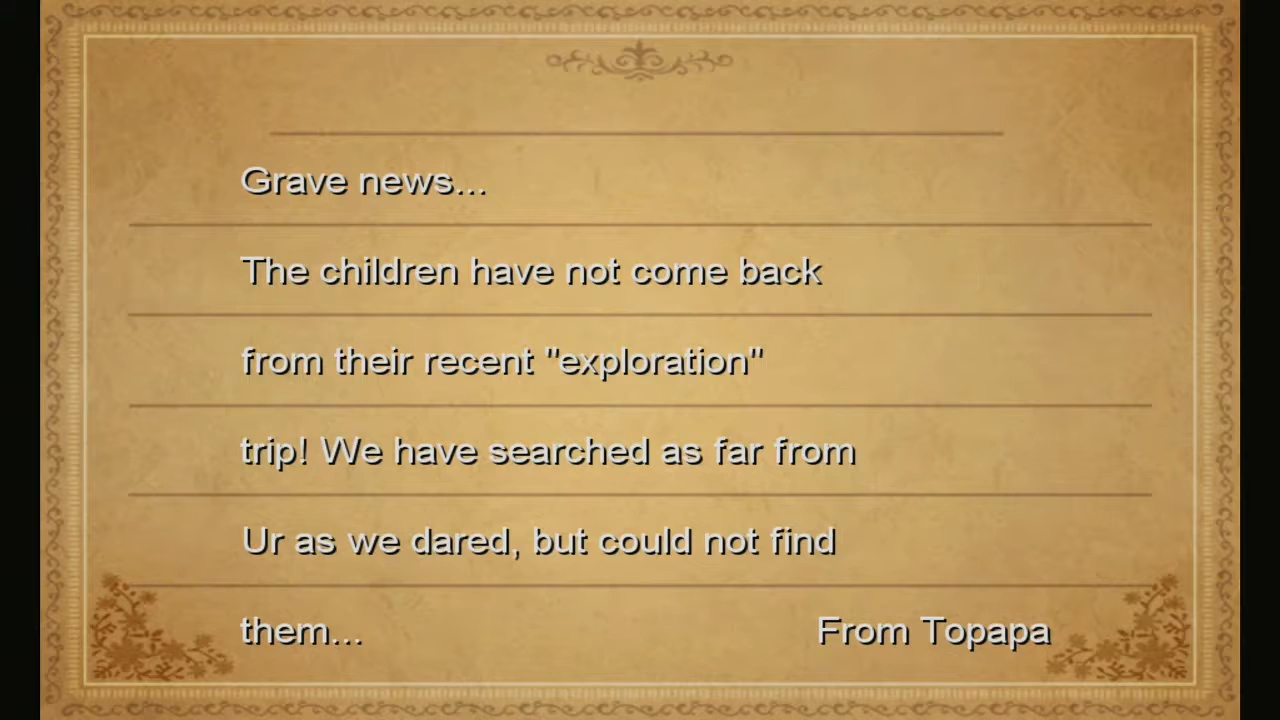 Grave news...
The children have not come back
from their recent "exploration"
trip! We have searched as far from
Ur as we dared, but could not find
them... From Topapa